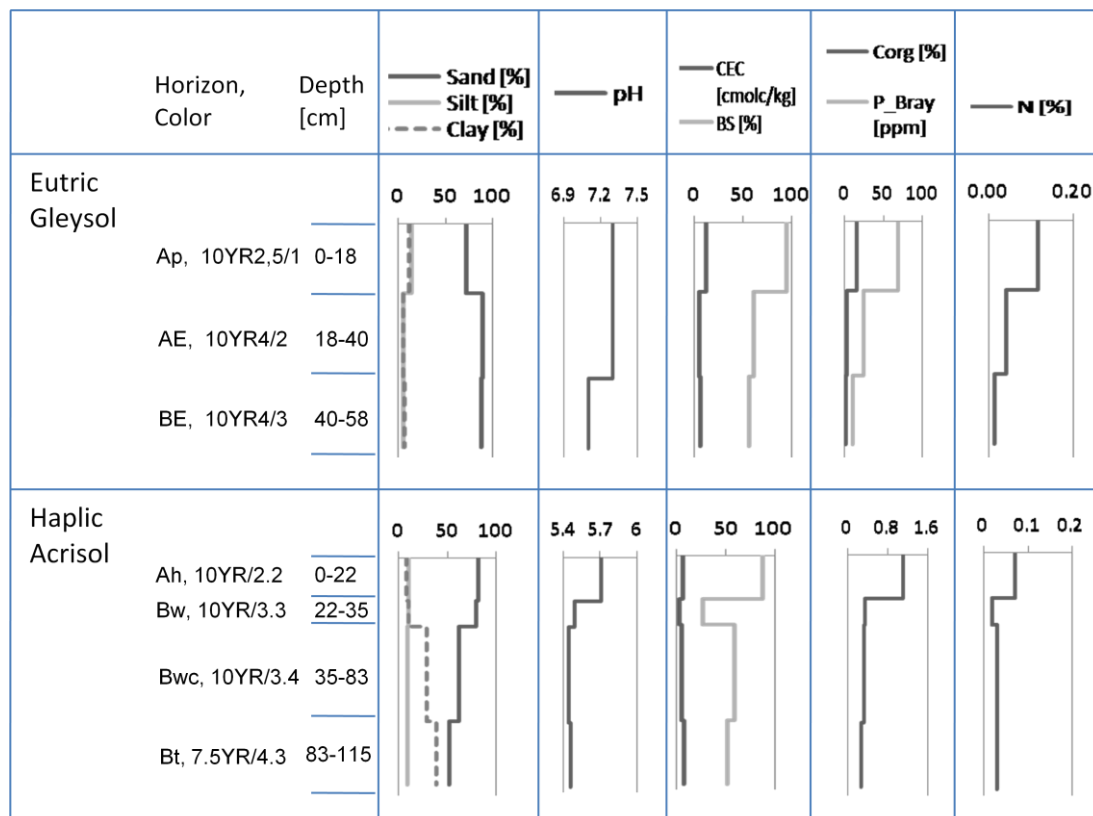 Horizon, Color
Depth [cm]
Sand [%]
Silt [%]
Clay [%]
pH
CEC
[cmolc/kg]
BS [%]
Corg [%]
P_Bray
[ppm]
N [%]
Eutric
Gleysol
0 50 100
6.9 7.2 7.5
0 50 100
0 50 100
0.00 0.20
Ap, 10YR2,5/1 0-18
AE, 10YR4/2 18-40
BE, 10YR4/3 40-58
Haplic
Acrisol
0 50 100
5.4 5.7 6
0 50 100
0 0.8 1.6
0 0.1 0.2
Ah, 10YR/2.2 0-22
Bw, 10YR/3.3 22-35
Bwc, 10YR/3.4 35-83
Bt, 7.5YR/4.3 83-115